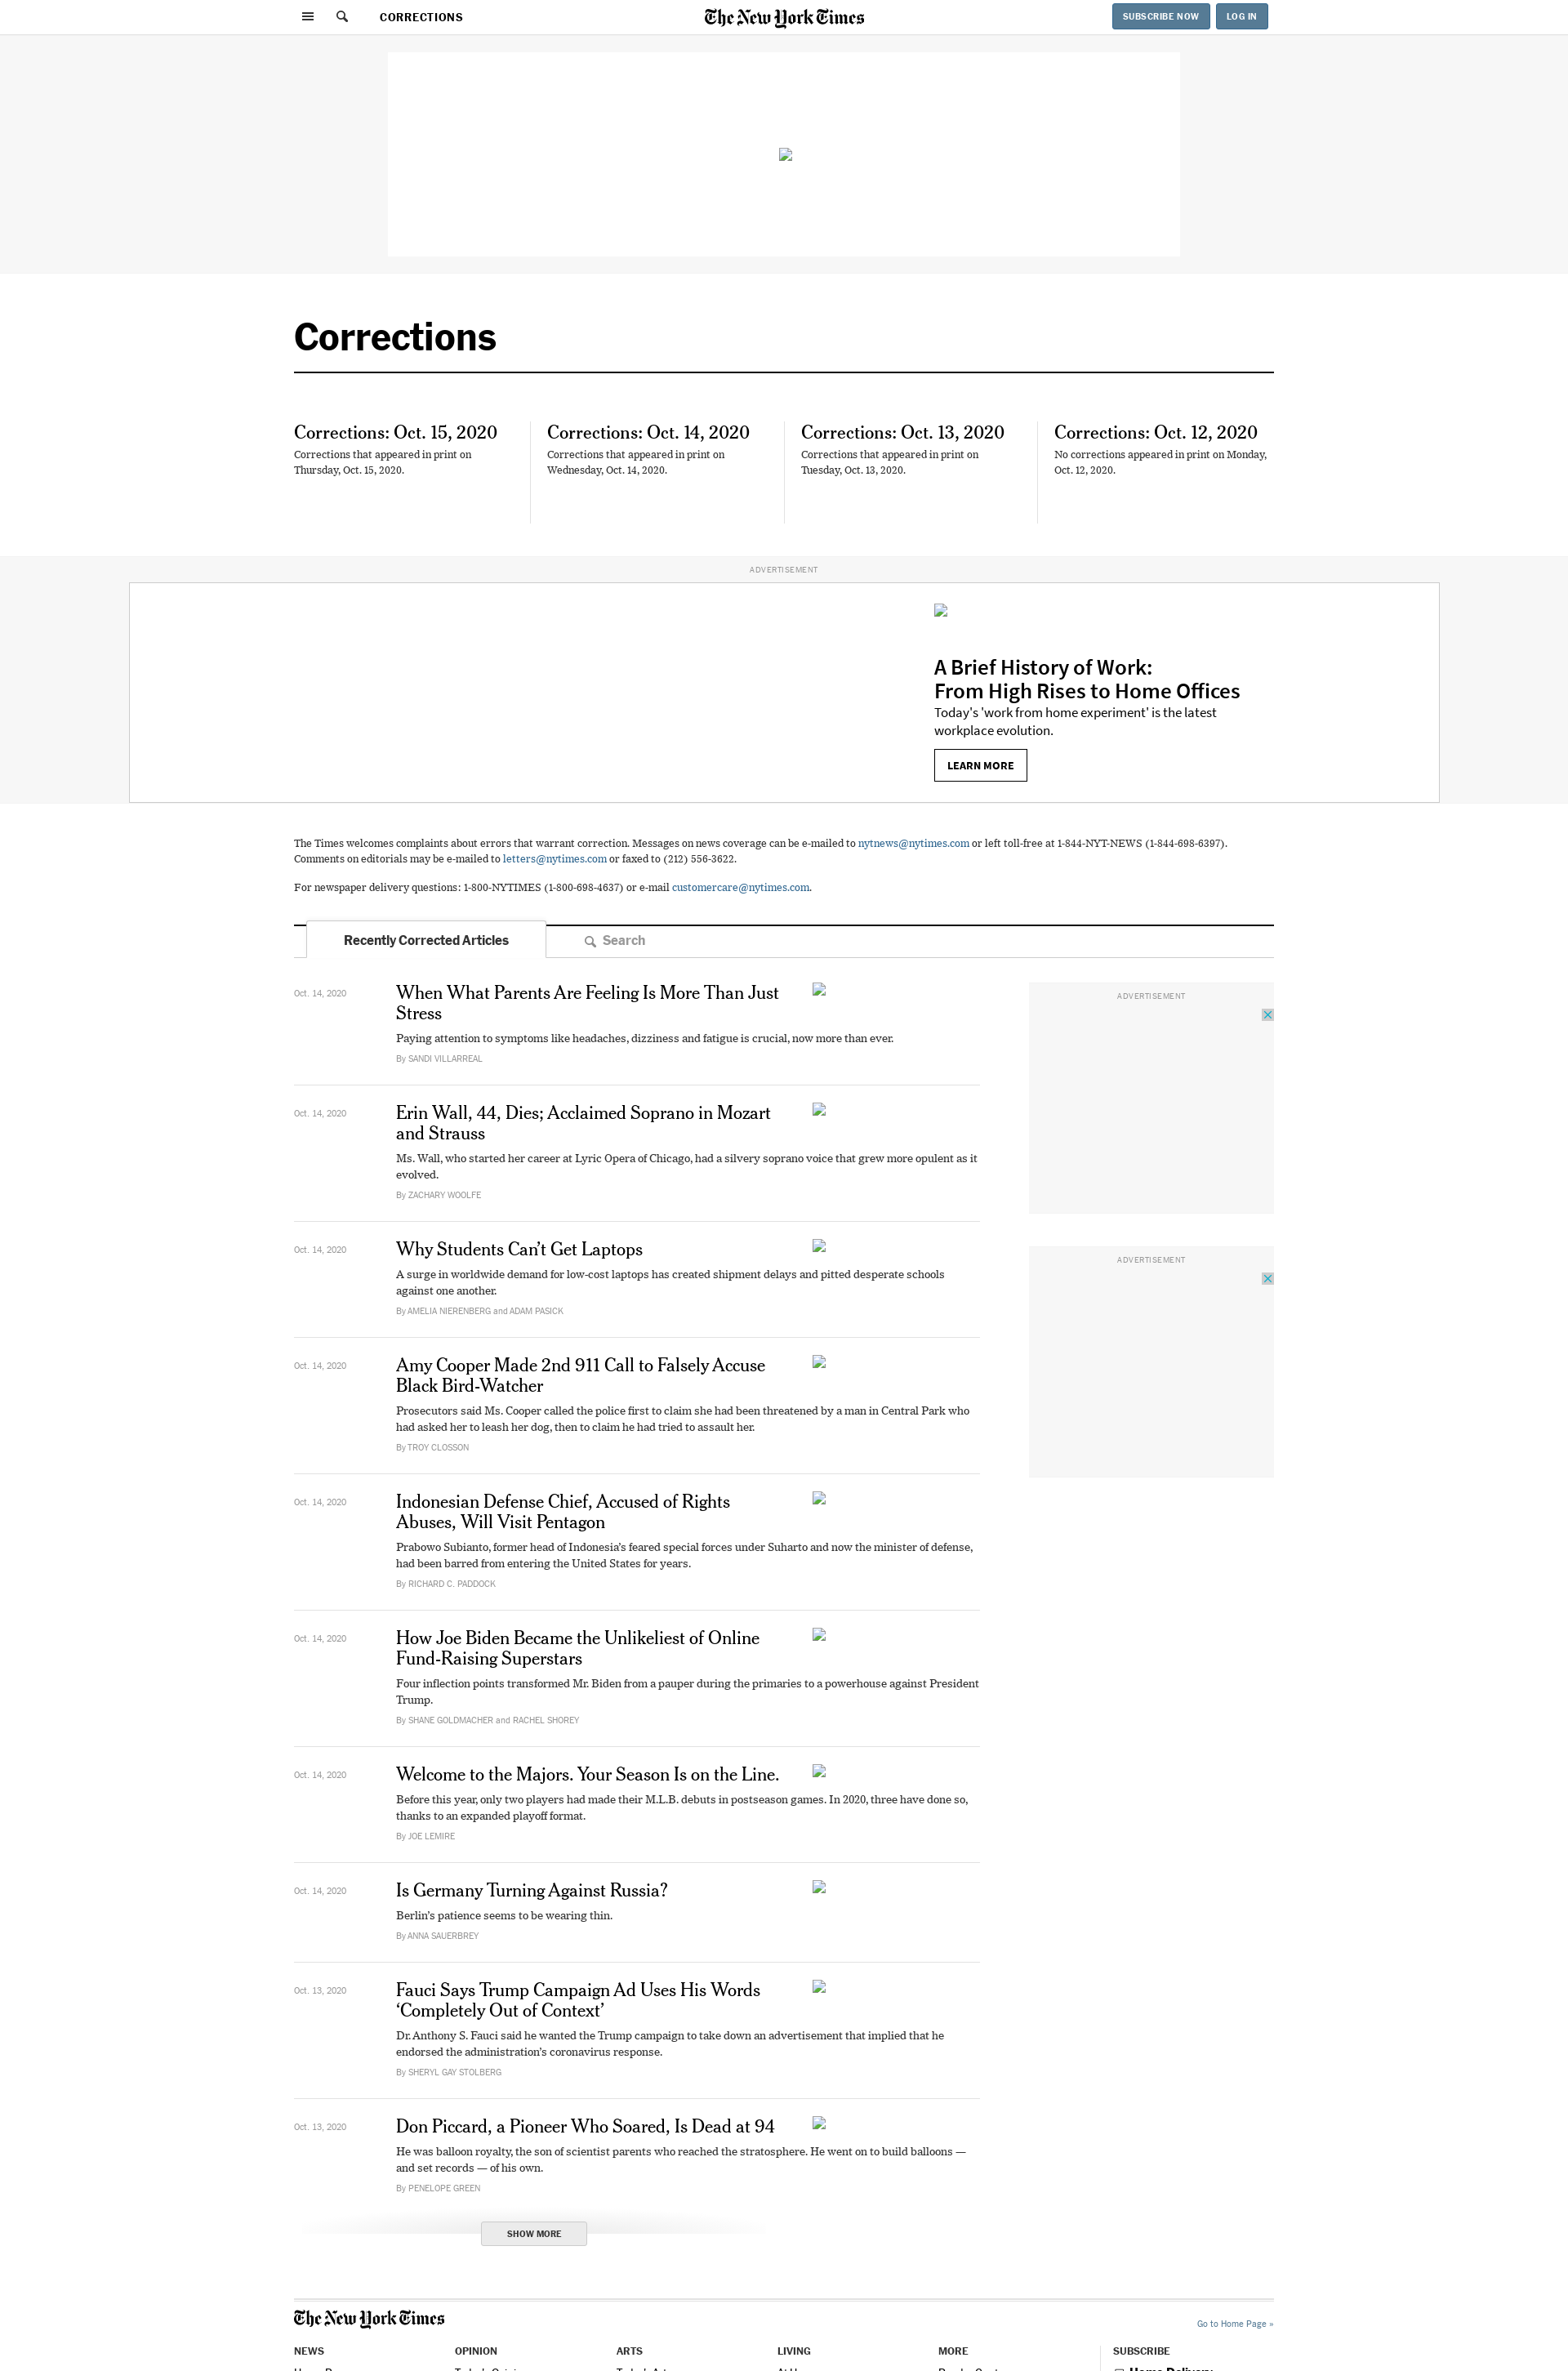 CORRECTIONS
The New York Times
SUBSCRIBE NOW
LOG IN
Corrections
Corrections: Oct. 15, 2020
Corrections that appeared in print on
Thursday, Oct. 15, 2020.
Corrections: Oct. 14, 2020
Corrections that appeared in print on
Wednesday, Oct. 14, 2020.
Corrections: Oct. 13, 2020
Corrections that appeared in print on
Tuesday, Oct. 13, 2020.
Corrections: Oct. 12, 2020
No corrections appeared in print on Monday,
Oct. 12, 2020.
ADVERTISEMENT
A Brief History of Work:
From High Rises to Home Offices
Today's 'work from home experiment' is the latest
workplace evolution.
LEARN MORE
The Times welcomes complaints about errors that warrant correction. Messages on news coverage can be e-mailed to nytnews@nytimes.com or left toll-free at 1-844-NYT-NEWS (1-844-698-6397).
Comments on editorials may be e-mailed to letters@nytimes.com or faxed to (212) 556-3622.
For newspaper delivery questions: 1-800-NYTIMES (1-800-698-4637) or e-mail customercare@nytimes.com.
Recently Corrected Articles
Search
Oct. 14, 2020
When What Parents Are Feeling Is More Than Just
Stress
Paying attention to symptoms like headaches, dizziness and fatigue is crucial, now more than ever.
By SANDI VILLARREAL
ADVERTISEMENT
Oct. 14, 2020
Erin Wall, 44, Dies; Acclaimed Soprano in Mozart
and Strauss
Ms. Wall, who started her career at Lyric Opera of Chicago, had a silvery soprano voice that grew more opulent as it
evolved.
By ZACHARY WOOLFE
Oct. 14, 2020
Why Students Can’t Get Laptops
A surge in worldwide demand for low-cost laptops has created shipment delays and pitted desperate schools
against one another.
By AMELIA NIERENBERG and ADAM PASICK
ADVERTISEMENT
Oct. 14, 2020
Amy Cooper Made 2nd 911 Call to Falsely Accuse
Black Bird-Watcher
Prosecutors said Ms. Cooper called the police first to claim she had been threatened by a man in Central Park who
had asked her to leash her dog, then to claim he had tried to assault her.
By TROY CLOSSON
Oct. 14, 2020
Indonesian Defense Chief, Accused of Rights
Abuses, Will Visit Pentagon
Prabowo Subianto, former head of Indonesia’s feared special forces under Suharto and now the minister of defense,
had been barred from entering the United States for years.
By RICHARD C. PADDOCK
Oct. 14, 2020
How Joe Biden Became the Unlikeliest of Online
Fund-Raising Superstars
Four inflection points transformed Mr. Biden from a pauper during the primaries to a powerhouse against President
Trump.
By SHANE GOLDMACHER and RACHEL SHOREY
Oct. 14, 2020
Welcome to the Majors. Your Season Is on the Line.
Before this year, only two players had made their M.L.B. debuts in postseason games. In 2020, three have done so,
thanks to an expanded playoff format.
By JOE LEMIRE
Oct. 14, 2020
Is Germany Turning Against Russia?
Berlin’s patience seems to be wearing thin.
By ANNA SAUERBREY
Oct. 13, 2020
Fauci Says Trump Campaign Ad Uses His Words
‘Completely Out of Context’
Dr. Anthony S. Fauci said he wanted the Trump campaign to take down an advertisement that implied that he
endorsed the administration’s coronavirus response.
By SHERYL GAY STOLBERG
Oct. 13, 2020
Don Piccard, a Pioneer Who Soared, Is Dead at 94
He was balloon royalty, the son of scientist parents who reached the stratosphere. He went on to build balloons —
and set records — of his own.
By PENELOPE GREEN
SHOW MORE
The New York Times
Go to Home Page »
NEWS
OPINION
ARTS
LIVING
MORE
SUBSCRIBE